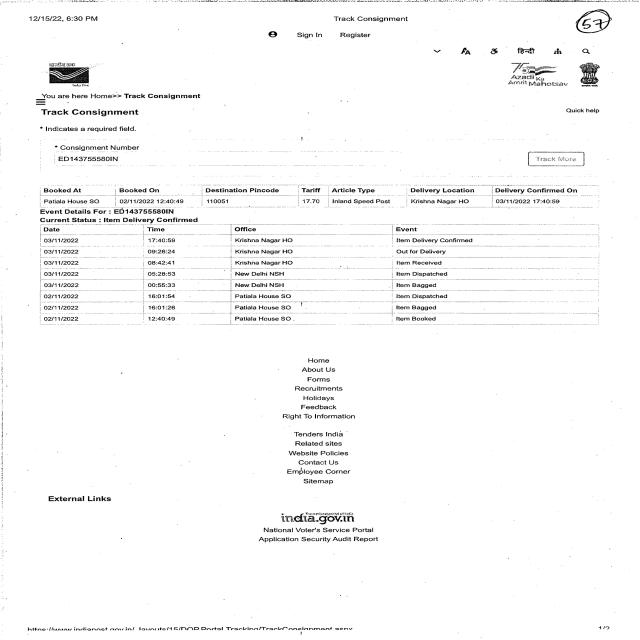 12/15/22, 6:30 PM Track Consignment 57
Sign In Register
हिन्दी
India Post
75 Azadi Ka
Amrit Mahotsav
You are here Home>> Track Consignment
Track Consignment Quick help
* Indicates a required field.
* Consignment Number
ED143755580IN Track More
Booked At Booked On Destination Pincode Tariff Article Type Delivery Location Delivery Confirmed On
Patiala House SO 02/11/2022 12:40:49 110051 17.70 Inland Speed Post Krishna Nagar HO 03/11/2022 17:40:59
Event Details For : ED143755580IN
Current Status : Item Delivery Confirmed
Date Time Office Event
03/11/2022 17:40:59 Krishna Nagar HO Item Delivery Confirmed
03/11/2022 09:26:24 Krishna Nagar HO Out for Delivery
03/11/2022 08:42:41 Krishna Nagar HO Item Received
03/11/2022 05:28:53 New Delhi NSH Item Dispatched
03/11/2022 00:55:33 New Delhi NSH Item Bagged
02/11/2022 16:01:54 Patiala House SO Item Dispatched
02/11/2022 16:01:26 Patiala House SO Item Bagged
02/11/2022 12:40:49 Patiala House SO Item Booked
Home
About Us
Forms
Recruitments
Holidays
Feedback
Right To Information
Tenders India
Related sites
Website Policies
Contact Us
Employee Corner
Sitemap
External Links
india.gov.in
National Voter's Service Portal
Application Security Audit Report
https://www.indiapost.gov.in/_layouts/15/DOP.Portal.Tracking/TrackConsignment.aspx 1/2